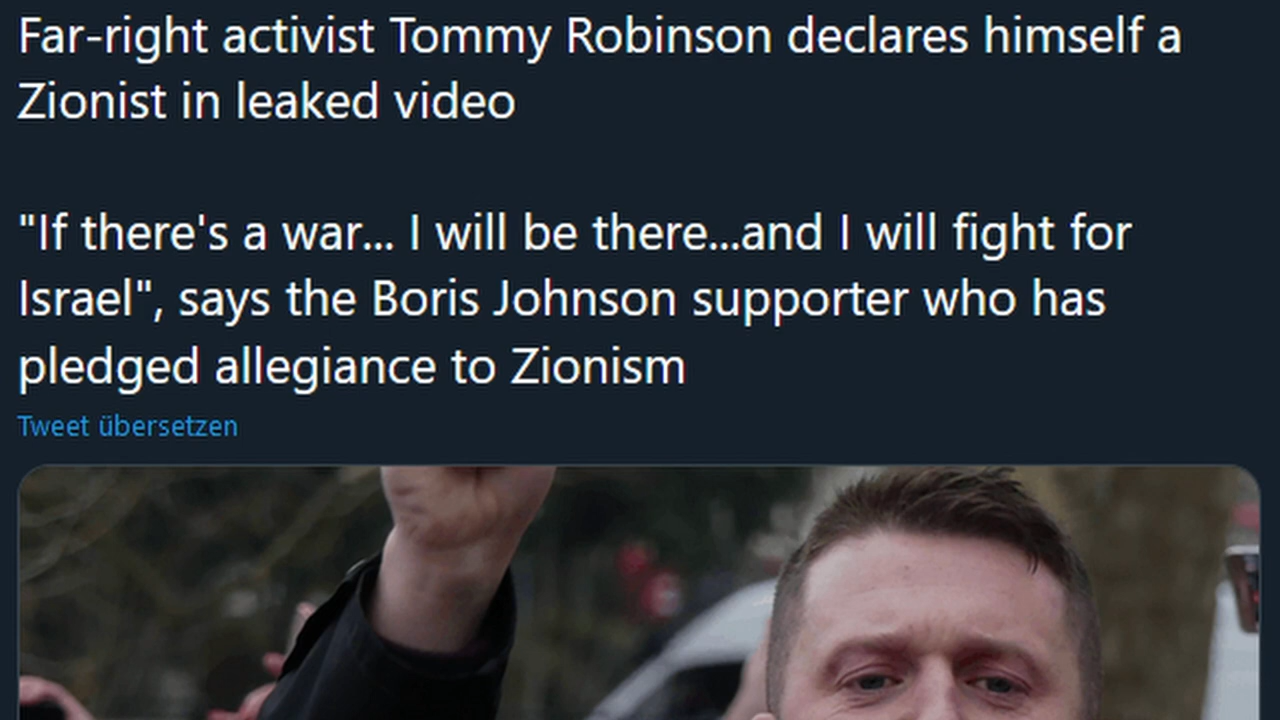 Far-right activist Tommy Robinson declares himself a
Zionist in leaked video
"If there's a war... I will be there...and I will fight for
Israel", says the Boris Johnson supporter who has
pledged allegiance to Zionism
Tweet übersetzen